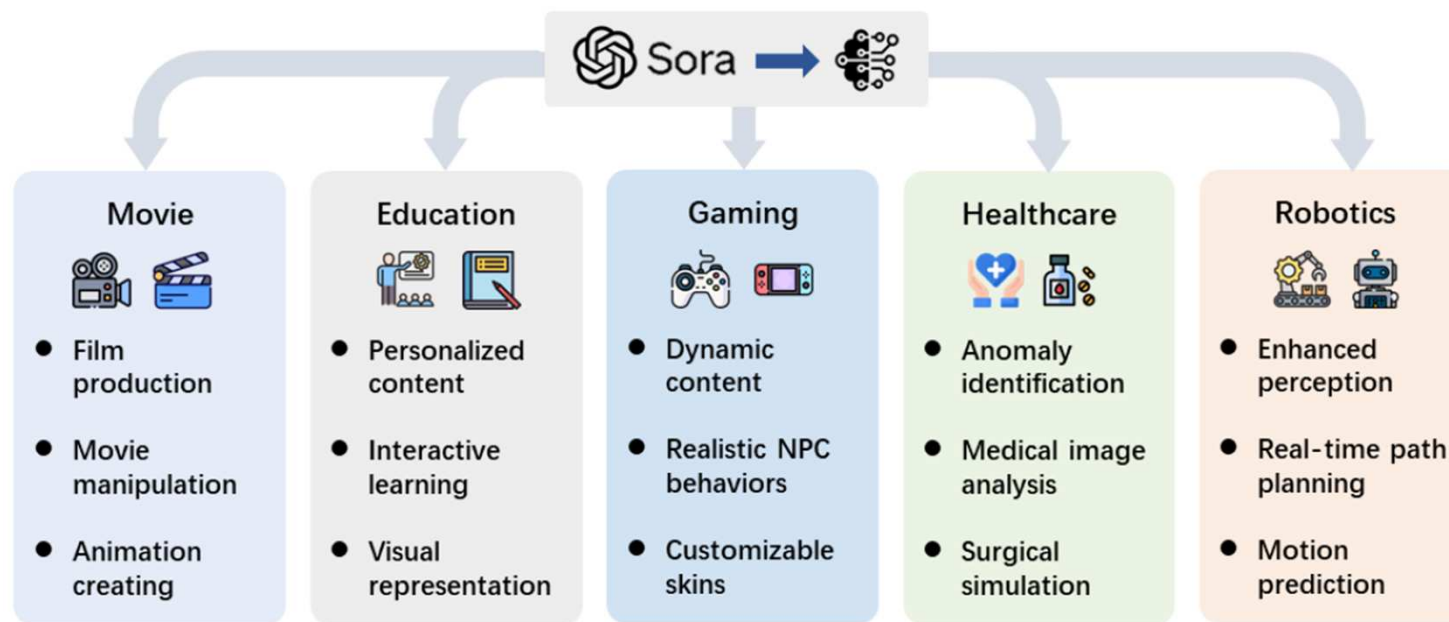 Sora
Movie
Film
production
Movie
manipulation
Animation
creating
Education
Personalized
content
Interactive
learning
Visual
representation
Gaming
Dynamic
content
Realistic NPC
behaviors
Customizable
skins
Healthcare
Anomaly
identification
Medical image
analysis
Surgical
simulation
Robotics
Enhanced
perception
Real-time path
planning
Motion
prediction